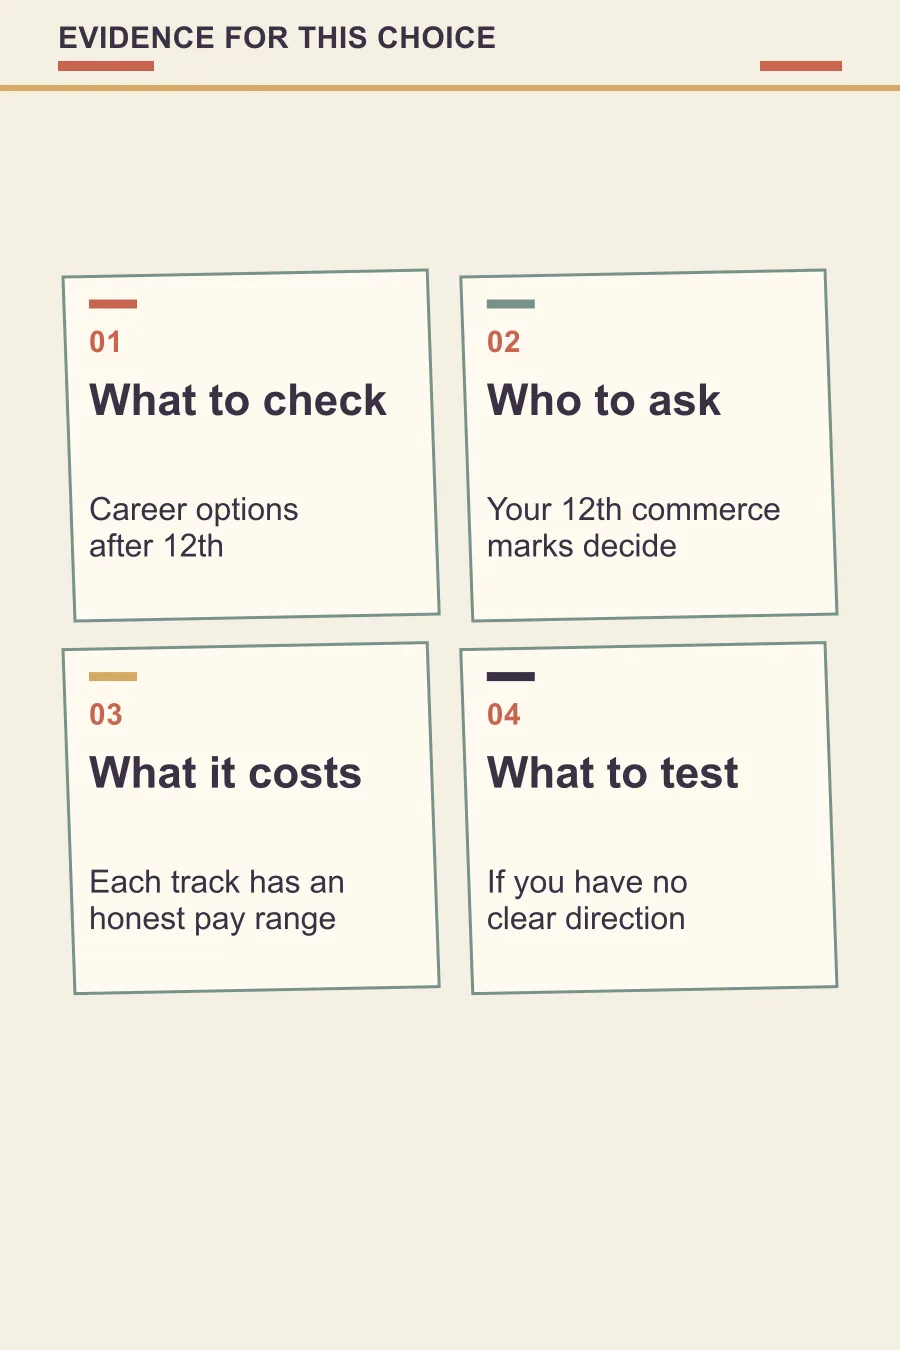 EVIDENCE FOR THIS CHOICE
01
What to check
Career options
after 12th
02
Who to ask
Your 12th commerce
marks decide
03
What it costs
Each track has an
honest pay range
04
What to test
If you have no
clear direction